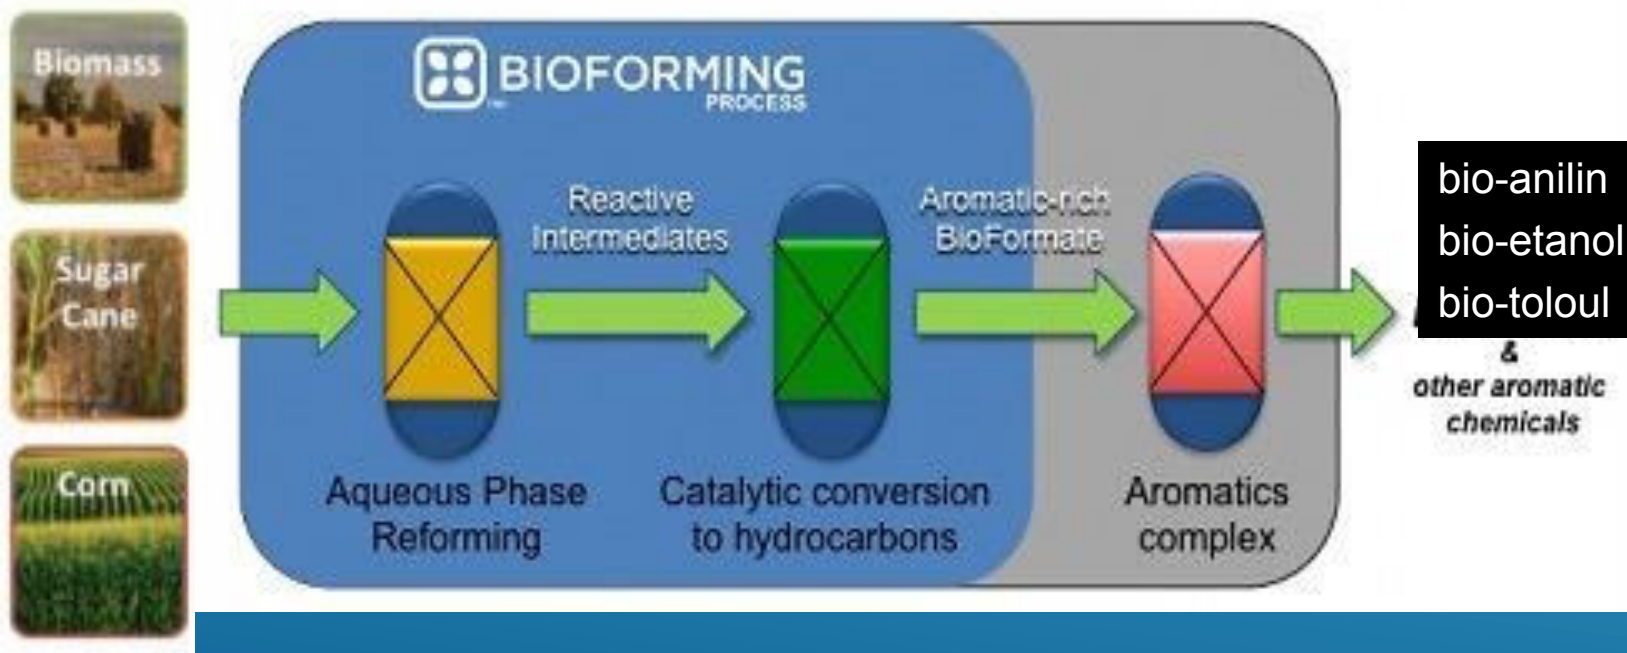 Biomass
Sugar
Cane
Corn
BIOFORMING
PROCESS
Reactive
Intermediates
Aromatic-rich
BioFormate
Aqueous Phase
Reforming
Catalytic conversion
to hydrocarbons
Aromatics
complex
bio-anilin
bio-etanol
bio-toloul
&
other aromatic
chemicals